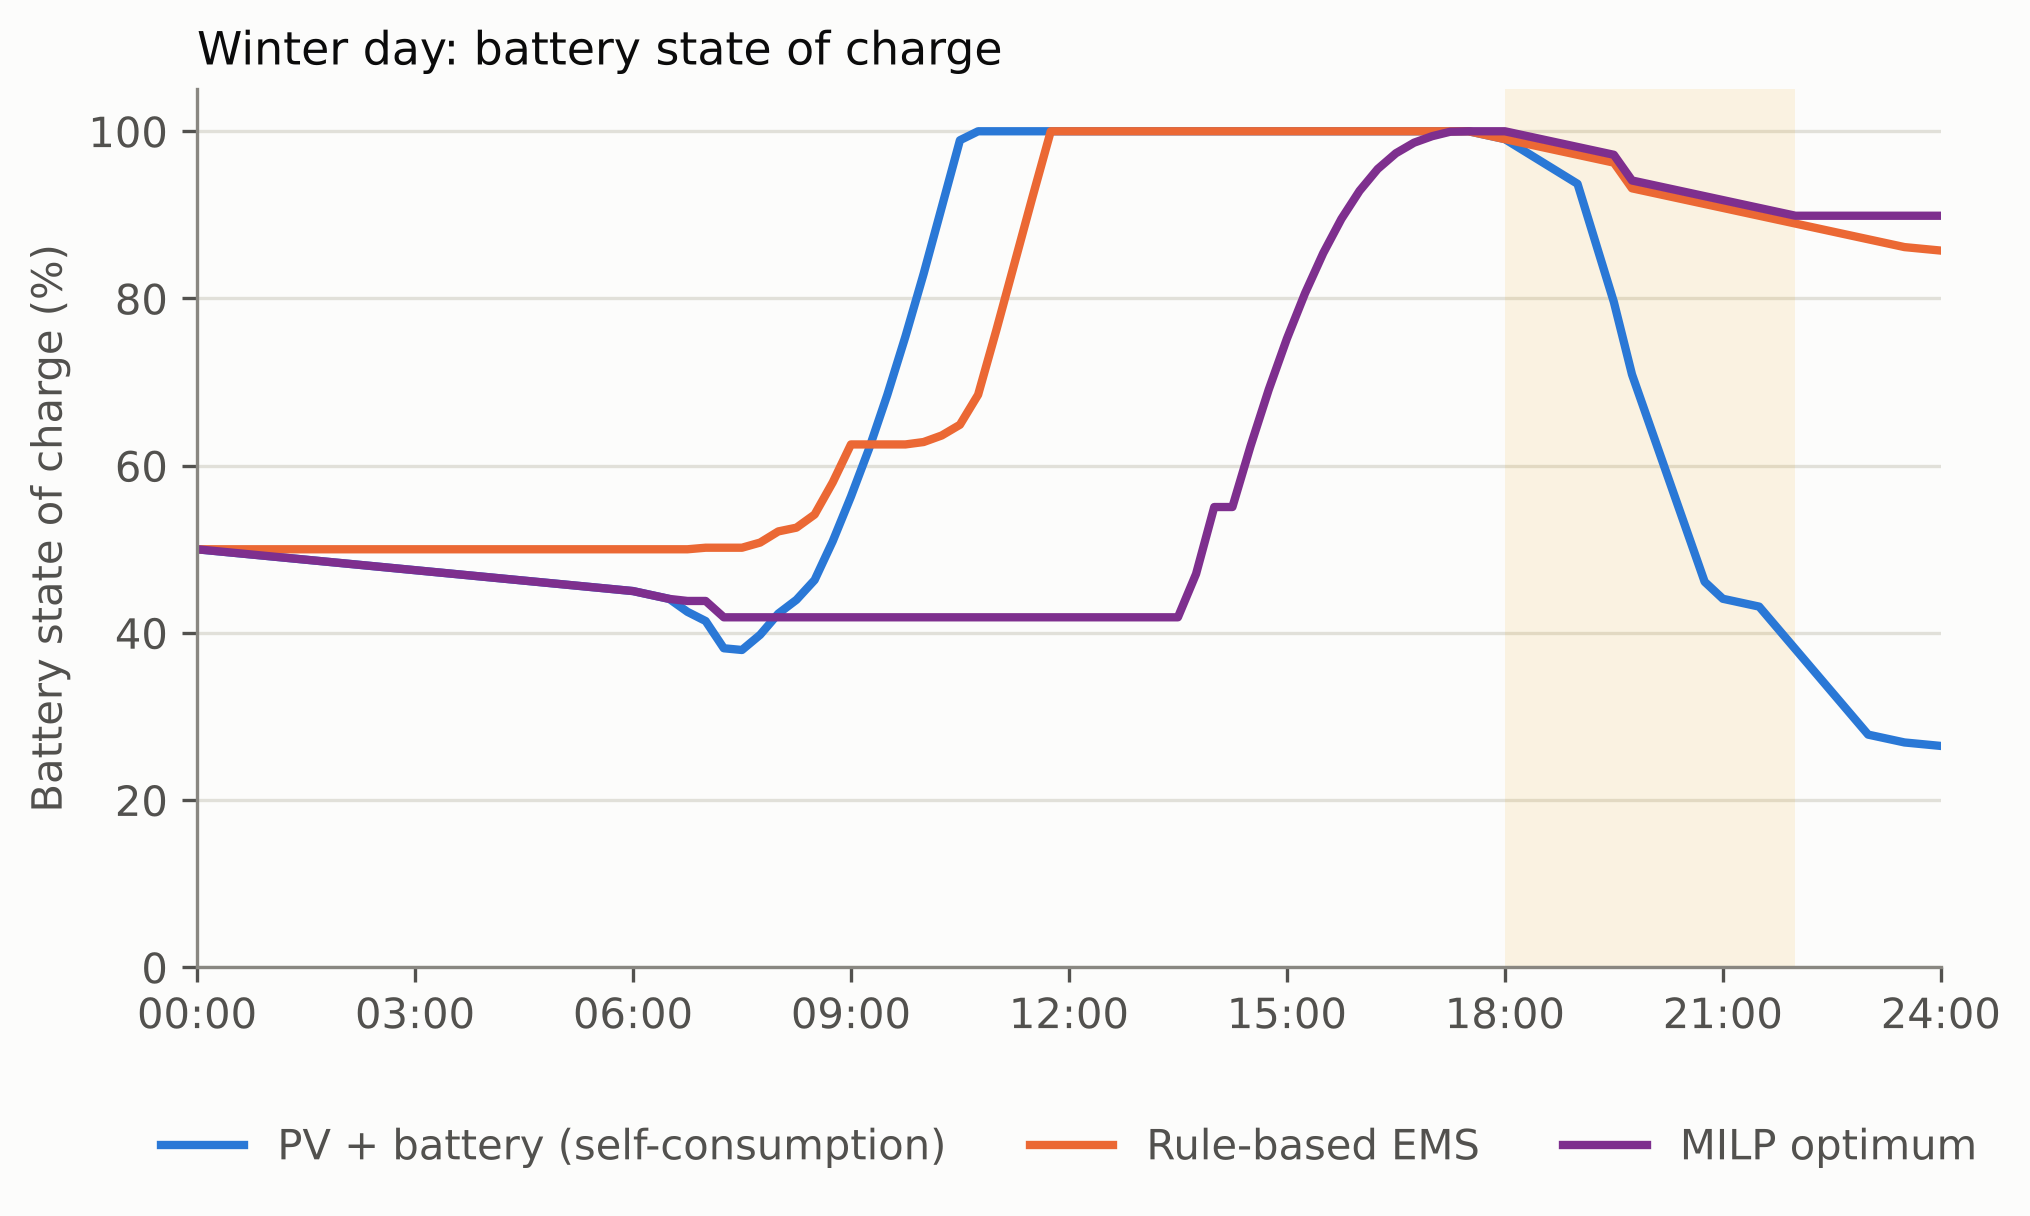 Winter day: battery state of charge
Battery state of charge (%)
100
80
60
40
20
0
00:00 03:00 06:00 09:00 12:00 15:00 18:00 21:00 24:00
PV + battery (self-consumption) Rule-based EMS MILP optimum